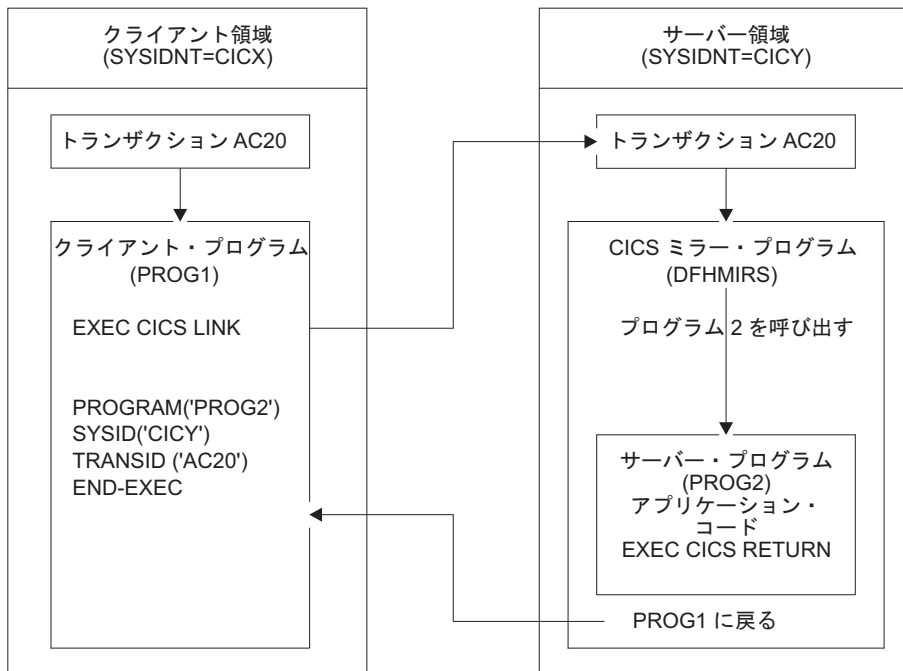 クライアント領域
(SYSIDNT=CICX)
トランザクション AC20
クライアント・プログラム
(PROG1)
EXEC CICS LINK
PROGRAM('PROG2')
SYSID('CICY')
TRANSID ('AC20')
END-EXEC
サーバー領域
(SYSIDNT=CICY)
トランザクション AC20
CICS ミラー・プログラム
(DFHMIRS)
プログラム 2 を呼び出す
サーバー・プログラム
(PROG2)
アプリケーション・
コード
EXEC CICS RETURN
PROG1 に戻る